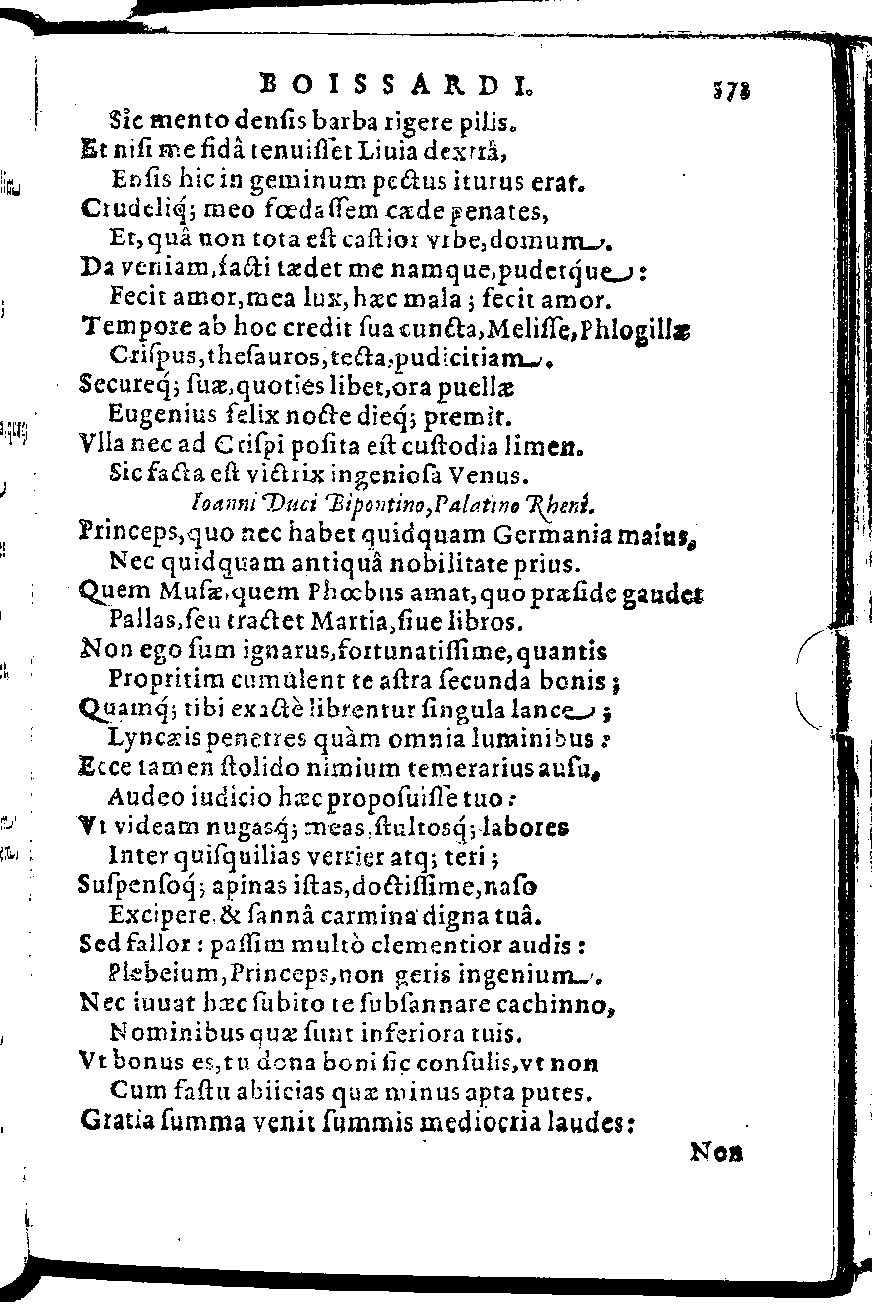 BOISSARDI. 373
Sic mento denſis barba rigere pilis.
Et niſi me fidâ tenuiſſet Liuia dextrâ,
Enſis hic in geminum pectus iturus erat.
Crudeliq́; meo fœdaſſem cæde penates,
Et, quâ non tota eſt caſtior vrbe, domum.
Da veniam, facti tædet me namque, pudetq́ue:
Fecit amor, mea lux, hæc mala; fecit amor.
Tempore ab hoc credit ſua cuncta, Meliſſe, Phlogillæ
Criſpus, theſauros, tecta, pudicitiam.
Secureq́; ſuæ, quoties libet, ora puellæ
Eugenius felix nocte dieq́; premit.
Vlla nec ad Criſpi poſita eſt cuſtodia limen.
Sic facta eſt victrix ingenioſa Venus.
Ioanni Duci Bipontino, Palatino Rheni.
Princeps, quo nec habet quidquam Germania maius,
Nec quidquam antiquâ nobilitate prius.
Quem Muſæ, quem Phœbus amat, quo præſide gaudet
Pallas, ſeu tractet Martia, ſiue libros.
Non ego ſum ignarus, fortunatiſſime, quantis
Propritim cumulent te aſtra ſecunda bonis;
Quamq́; tibi exactè librentur ſingula lance;
Lyncæis penetres quàm omnia luminibus:
Ecce tamen ſtolido nimium temerarius auſu,
Audeo iudicio hæc propoſuiſſe tuo:
Vt videam nugasq́; meas, ſtultosq́; labores
Inter quiſquilias verrier atq; teri;
Suſpenſoq́; apinas iſtas, doctiſſime, naſo
Excipere, & ſannâ carmina digna tuâ.
Sed fallor: paſſim multò clementior audis:
Plebeium, Princeps, non geris ingenium.
Nec iuuat hæc ſubito te ſubſannare cachinno,
Nominibus quæ ſunt inferiora tuis.
Vt bonus es, tu dona boni ſic conſulis, vt non
Cum faſtu abiicias quæ minus apta putes.
Gratia ſumma venit ſummis mediocria laudes:
Non